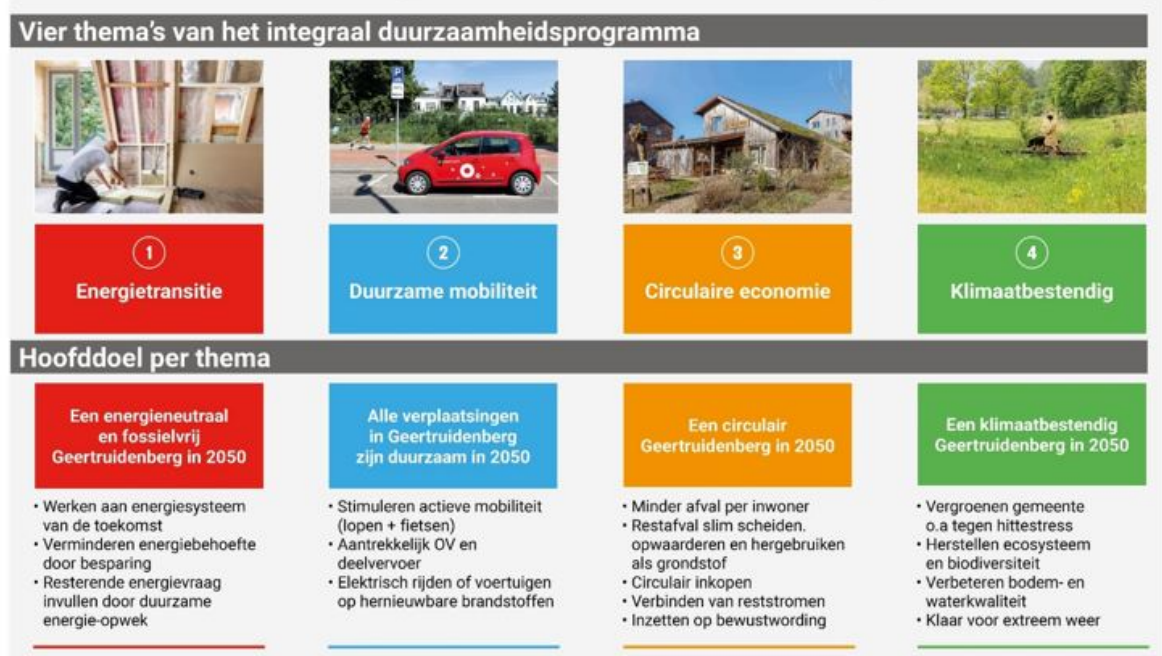 Vier thema's van het integraal duurzaamheidsprogramma
P
1
Energietransitie
2
Duurzame mobiliteit
3
Circulaire economie
4
Klimaatbestendig
Hoofddoel per thema
Een energieneutraal
en fossielvrij
Geertruidenberg in 2050
• Werken aan energiesysteem
van de toekomst
• Verminderen energiebehoefte
door besparing
• Resterende energievraag
invullen door duurzame
energie-opwek
Alle verplaatsingen
in Geertruidenberg
zijn duurzaam in 2050
• Stimuleren actieve mobiliteit
(lopen + fietsen)
• Aantrekkelijk OV en
deelvervoer
• Elektrisch rijden of voertuigen
op hernieuwbare brandstoffen
Een circulair
Geertruidenberg in 2050
• Minder afval per inwoner
• Restafval slim scheiden.
opwaarderen en hergebruiken
als grondstof
• Circulair inkopen
• Verbinden van reststromen
• Inzetten op bewustwording
Een klimaatbestendig
Geertruidenberg in 2050
• Vergroenen gemeente
o.a tegen hittestress
• Herstellen ecosysteem
en biodiversiteit
• Verbeteren bodem- en
waterkwaliteit
• Klaar voor extreem weer